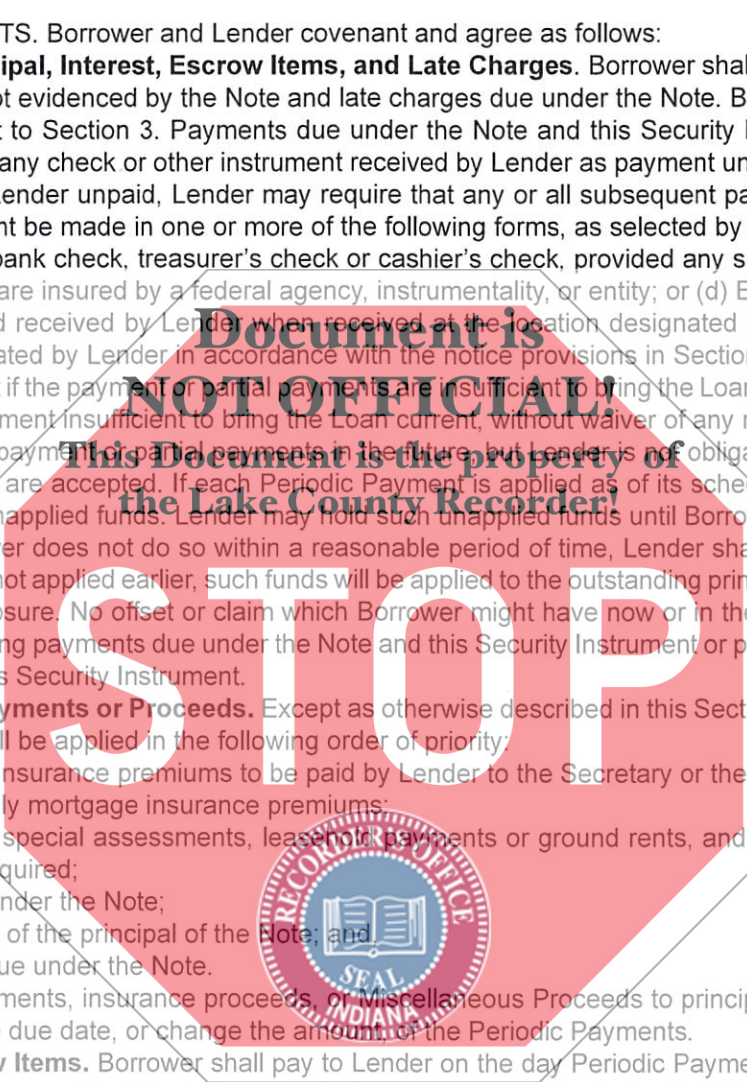 TS. Borrower and Lender covenant and agree as follows:
ipal, Interest, Escrow Items, and Late Charges. Borrower shal
ot evidenced by the Note and late charges due under the Note. B
t to Section 3. Payments due under the Note and this Security I
any check or other instrument received by Lender as payment un
ender unpaid, Lender may require that any or all subsequent pa
nt be made in one or more of the following forms, as selected by
bank check, treasurer's check or cashier's check, provided any s
are insured by a federal agency, instrumentality, or entity; or (d) E
d received by Lender when received at the location designated
Document is
ated by Lender in accordance with the notice provisions in Section
t if the payment or partial payments are insufficient to bring the Loan
NOT OFFICIAL!
ment insufficient to bring the Loan current, without waiver of any r
payment or partial payments in the future, but Lender is not obliga
This Document is the property of
are accepted. If each Periodic Payment is applied as of its sche
the Lake County Recorder!
napplied funds. Lender may hold such unapplied funds until Borro
er does not do so within a reasonable period of time, Lender sha
not applied earlier, such funds will be applied to the outstanding prin
osure. No offset or claim which Borrower might have now or in the
STOP
ng payments due under the Note and this Security Instrument or p
s Security Instrument.
yments or Proceeds. Except as otherwise described in this Sect
ll be applied in the following order of priority:
nsurance premiums to be paid by Lender to the Secretary or the
ly mortgage insurance premiums;
special assessments, leasehold payments or ground rents, and
quired;
nder the Note;
of the principal of the Note; and,
ue under the Note.
RECORDER'S OFFICE
SEAL
INDIANA
ments, insurance proceeds, or Miscellaneous Proceeds to princip
due date, or change the amount, of the Periodic Payments.
w Items. Borrower shall pay to Lender on the day Periodic Payme